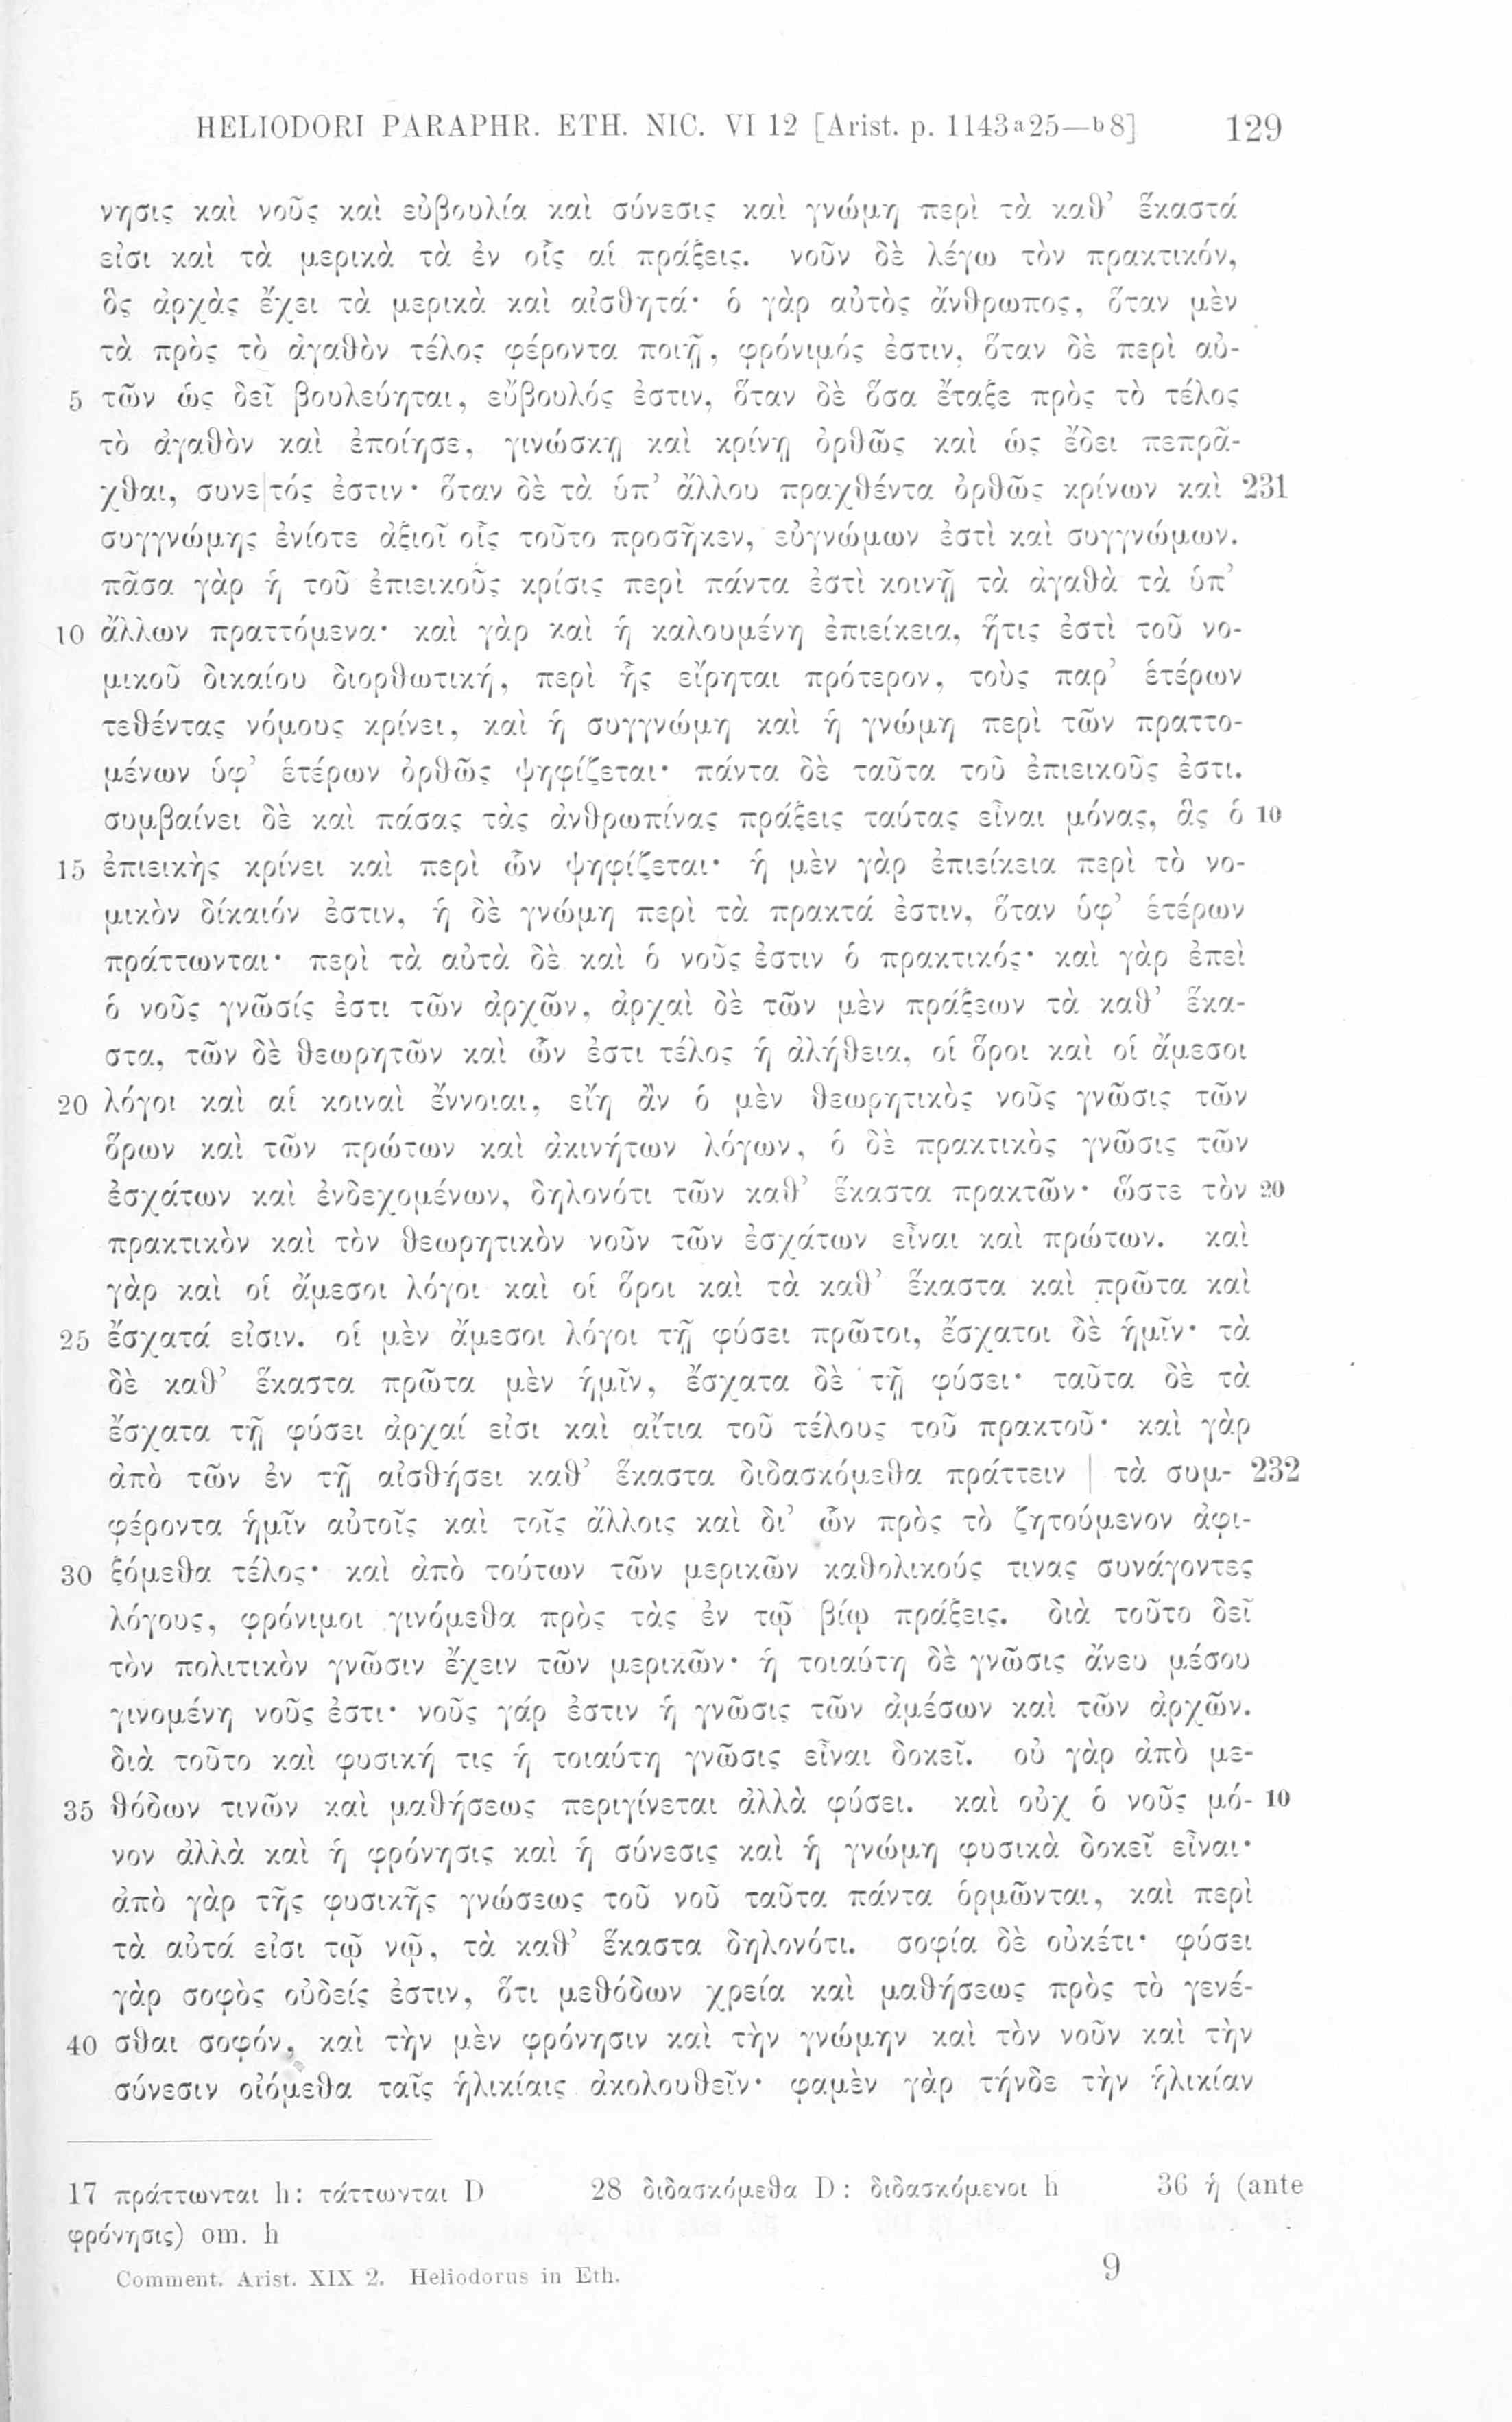 HELIODORI PARAPHR. ETH. NIC. VI 12 [Arist. p. 1143a25—b8] 129
νησις καὶ νοῦς καὶ εὐβουλία καὶ σύνεσις καὶ γνώμη περὶ τὰ καθ’ ἕκαστά
εἰσι καὶ τὰ μερικὰ τὰ ἐν οἷς αἱ πράξεις. νοῦν δὲ λέγω τὸν πρακτικόν,
ὃς ἀρχὰς ἔχει τὰ μερικὰ καὶ αἰσθητά· ὁ γὰρ αὐτὸς ἄνθρωπος, ὅταν μὲν
τὰ πρὸς τὸ ἀγαθὸν τέλος φέροντα ποιῇ, φρόνιμός ἐστιν, ὅταν δὲ περὶ αὐ-
5 τῶν ὡς δεῖ βουλεύηται, εὔβουλός ἐστιν, ὅταν δὲ ὅσα ἔταξε πρὸς τὸ τέλος
τὸ ἀγαθὸν καὶ ἐποίησε, γινώσκῃ καὶ κρίνῃ ὀρθῶς καὶ ὡς ἔδει πεπρᾶ-
χθαι, συνε|τός ἐστιν· ὅταν δὲ τὰ ὑπ’ ἄλλου πραχθέντα ὀρθῶς κρίνων καὶ 231
συγγνώμης ἐνίοτε ἀξιοῖ οἷς τοῦτο προσῆκεν, εὐγνώμων ἐστὶ καὶ συγγνώμων.
πᾶσα γὰρ ἡ τοῦ ἐπιεικοῦς κρίσις περὶ πάντα ἐστὶ κοινῇ τὰ ἀγαθὰ τὰ ὑπ’
10 ἄλλων πραττόμενα· καὶ γὰρ καὶ ἡ καλουμένη ἐπιείκεια, ἥτις ἐστὶ τοῦ νο-
μικοῦ δικαίου διορθωτική, περὶ ἧς εἴρηται πρότερον, τοὺς παρ’ ἑτέρων
τεθέντας νόμους κρίνει, καὶ ἡ συγγνώμη καὶ ἡ γνώμη περὶ τῶν πραττο-
μένων ὑφ’ ἑτέρων ὀρθῶς ψηφίζεται· πάντα δὲ ταῦτα τοῦ ἐπιεικοῦς ἐστι.
συμβαίνει δὲ καὶ πάσας τὰς ἀνθρωπίνας πράξεις ταύτας εἶναι μόνας, ἃς ὁ 10
15 ἐπιεικὴς κρίνει καὶ περὶ ὧν ψηφίζεται· ἡ μὲν γὰρ ἐπιείκεια περὶ τὸ νο-
μικὸν δίκαιόν ἐστιν, ἡ δὲ γνώμη περὶ τὰ πρακτά ἐστιν, ὅταν ὑφ’ ἑτέρων
πράττωνται· περὶ τὰ αὐτὰ δὲ καὶ ὁ νοῦς ἐστιν ὁ πρακτικός· καὶ γὰρ ἐπεὶ
ὁ νοῦς γνῶσίς ἐστι τῶν ἀρχῶν, ἀρχαὶ δὲ τῶν μὲν πράξεων τὰ καθ’ ἕκα-
στα, τῶν δὲ θεωρητῶν καὶ ὧν ἐστι τέλος ἡ ἀλήθεια, οἱ ὅροι καὶ οἱ ἄμεσοι
20 λόγοι καὶ αἱ κοιναὶ ἔννοιαι, εἴη ἂν ὁ μὲν θεωρητικὸς νοῦς γνῶσις τῶν
ὅρων καὶ τῶν πρώτων καὶ ἀκινήτων λόγων, ὁ δὲ πρακτικὸς γνῶσις τῶν
ἐσχάτων καὶ ἐνδεχομένων, δηλονότι τῶν καθ’ ἕκαστα πρακτῶν· ὥστε τὸν 20
πρακτικὸν καὶ τὸν θεωρητικὸν νοῦν τῶν ἐσχάτων εἶναι καὶ πρώτων. καὶ
γὰρ καὶ οἱ ἄμεσοι λόγοι καὶ οἱ ὅροι καὶ τὰ καθ’ ἕκαστα καὶ πρῶτα καὶ
25 ἔσχατά εἰσιν. οἱ μὲν ἄμεσοι λόγοι τῇ φύσει πρῶτοι, ἔσχατοι δὲ ἡμῖν· τὰ
δὲ καθ’ ἕκαστα πρῶτα μὲν ἡμῖν, ἔσχατα δὲ τῇ φύσει· ταῦτα δὲ τὰ
ἔσχατα τῇ φύσει ἀρχαί εἰσι καὶ αἴτια τοῦ τέλους τοῦ πρακτοῦ· καὶ γὰρ
ἀπὸ τῶν ἐν τῇ αἰσθήσει καθ’ ἕκαστα διδασκόμεθα πράττειν | τὰ συμ- 232
φέροντα ἡμῖν αὐτοῖς καὶ τοῖς ἄλλοις καὶ δι’ ὧν πρὸς τὸ ζητούμενον ἀφι-
30 ξόμεθα τέλος· καὶ ἀπὸ τούτων τῶν μερικῶν καθολικούς τινας συνάγοντες
λόγους, φρόνιμοι γινόμεθα πρὸς τὰς ἐν τῷ βίῳ πράξεις. διὰ τοῦτο δεῖ
τὸν πολιτικὸν γνῶσιν ἔχειν τῶν μερικῶν· ἡ τοιαύτη δὲ γνῶσις ἄνευ μέσου
γινομένη νοῦς ἐστι· νοῦς γάρ ἐστιν ἡ γνῶσις τῶν ἀμέσων καὶ τῶν ἀρχῶν.
διὰ τοῦτο καὶ φυσική τις ἡ τοιαύτη γνῶσις εἶναι δοκεῖ. οὐ γὰρ ἀπὸ με-
35 θόδων τινῶν καὶ μαθήσεως περιγίνεται ἀλλὰ φύσει. καὶ οὐχ ὁ νοῦς μό- 10
νον ἀλλὰ καὶ ἡ φρόνησις καὶ ἡ σύνεσις καὶ ἡ γνώμη φυσικὰ δοκεῖ εἶναι·
ἀπὸ γὰρ τῆς φυσικῆς γνώσεως τοῦ νοῦ ταῦτα πάντα ὁρμῶνται, καὶ περὶ
τὰ αὐτά εἰσι τῷ νῷ, τὰ καθ’ ἕκαστα δηλονότι. σοφία δὲ οὐκέτι· φύσει
γὰρ σοφὸς οὐδείς ἐστιν, ὅτι μεθόδων χρεία καὶ μαθήσεως πρὸς τὸ γενέ-
40 σθαι σοφόν, καὶ τὴν μὲν φρόνησιν καὶ τὴν γνώμην καὶ τὸν νοῦν καὶ τὴν
σύνεσιν οἰόμεθα ταῖς ἡλικίαις ἀκολουθεῖν· φαμὲν γὰρ τήνδε τὴν ἡλικίαν
17 πράττωνται h: τάττωνται D 28 διδασκόμεθα D: διδασκόμενοι h 36 ἡ (ante
φρόνησις) om. h
Comment. Arist. XIX 2. Heliodorus in Eth. 9